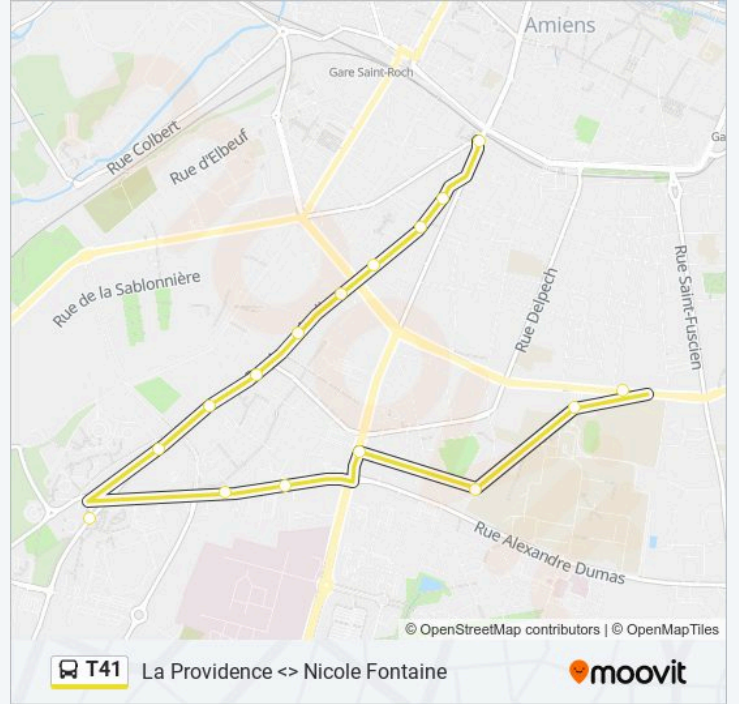 Amiens
Gare Saint-Roch
Rue Colbert
Rue d'Elbeuf
Rue de la Sablonnière
Rue Delpech
Rue Saint-Fuscien
Rue Alexandre Dumas
© OpenStreetMap contributors | © OpenMapTiles
T41 La Providence <> Nicole Fontaine
moovit